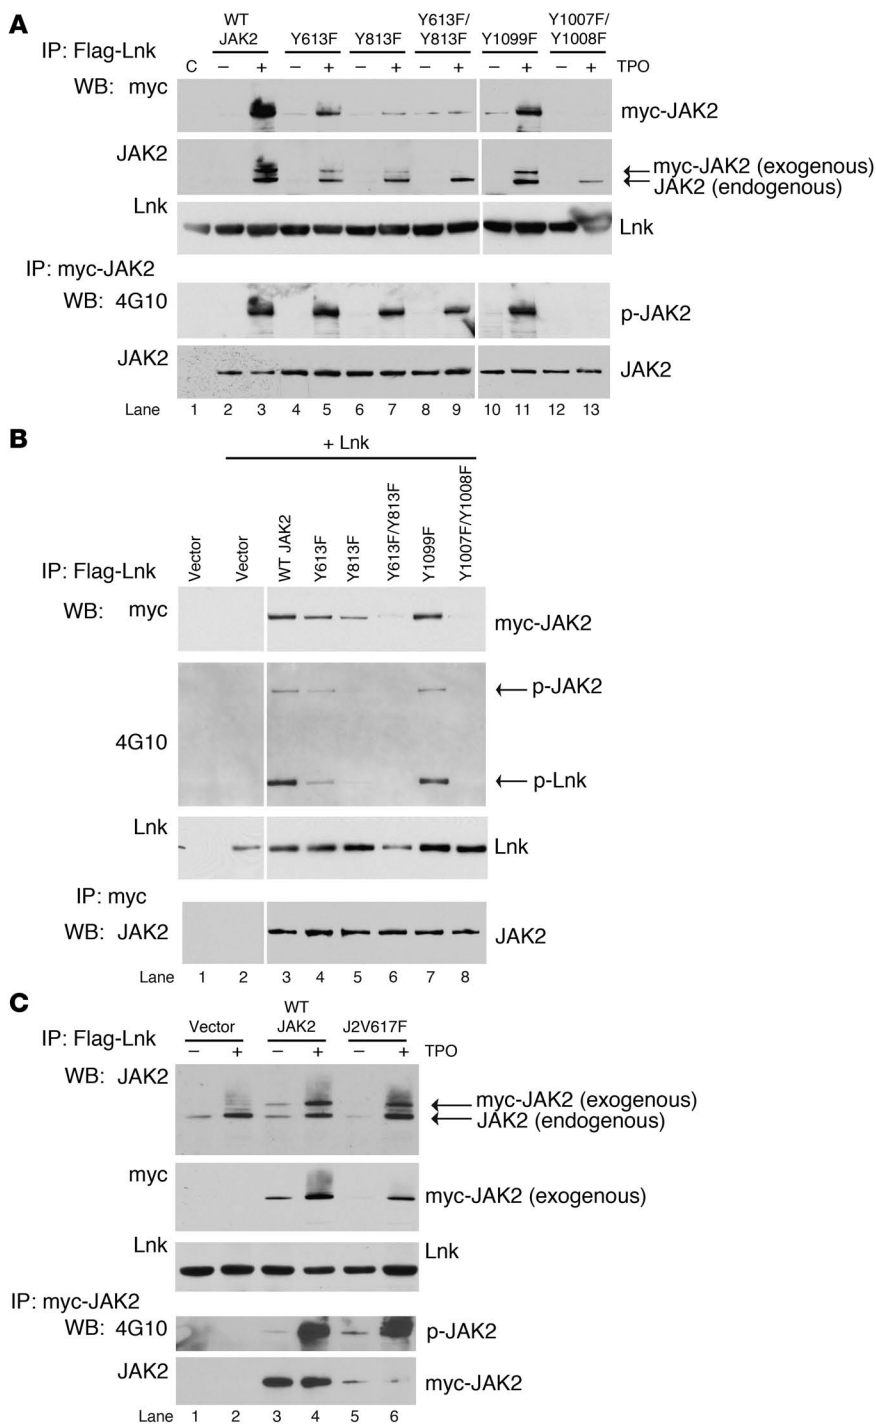 A
WT
JAK2
Y613F
Y813F
Y613F/
Y813F
Y1099F
Y1007F/
Y1008F
IP: Flag-Lnk
C – + – + – + – + – + – + TPO
WB: myc
myc-JAK2
JAK2
myc-JAK2 (exogenous)
JAK2 (endogenous)
Lnk
Lnk
IP: myc-JAK2
WB: 4G10
p-JAK2
JAK2
JAK2
Lane 1 2 3 4 5 6 7 8 9 10 11 12 13
B
+ Lnk
IP: Flag-Lnk
Vector
Vector
WT JAK2
Y613F
Y813F
Y613F/Y813F
Y1099F
Y1007F/Y1008F
WB: myc
myc-JAK2
p-JAK2
4G10
p-Lnk
Lnk
Lnk
IP: myc
WB: JAK2
JAK2
Lane 1 2 3 4 5 6 7 8
C
IP: Flag-Lnk
Vector
WT
JAK2
J2V617F
– + – + – + TPO
WB: JAK2
myc-JAK2 (exogenous)
JAK2 (endogenous)
myc
myc-JAK2 (exogenous)
Lnk
Lnk
IP: myc-JAK2
WB: 4G10
p-JAK2
JAK2
myc-JAK2
Lane 1 2 3 4 5 6